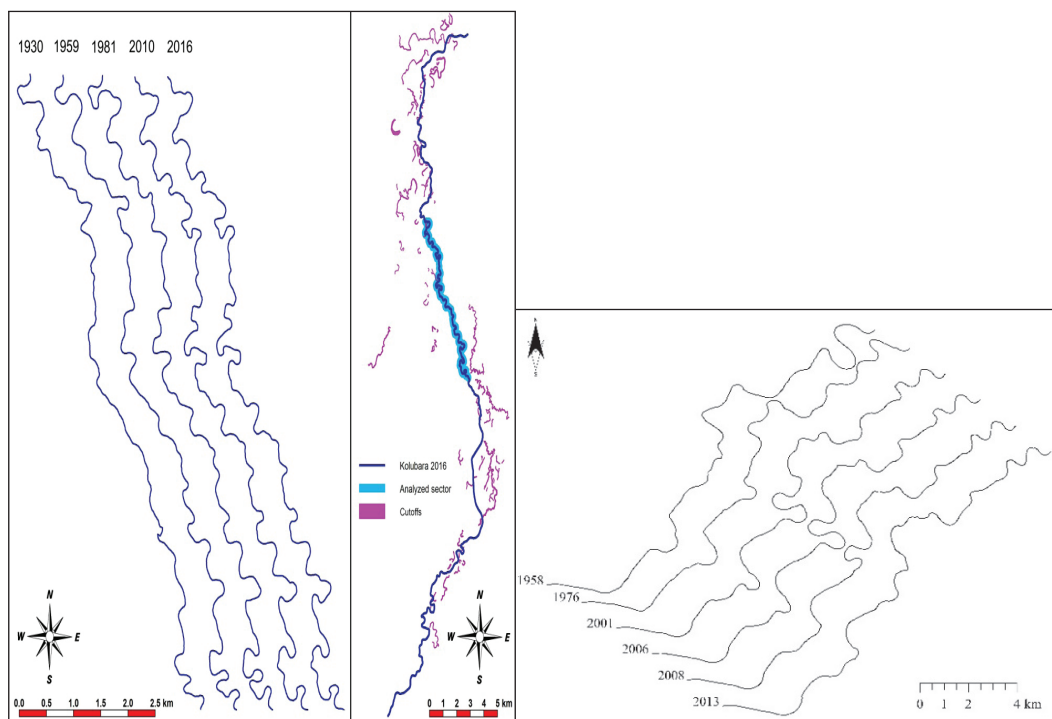 1930 1959 1981 2010 2016
N
W E
S
0.0 0.5 1.0 1.5 2.0 2.5 km
Kolubara 2016
Analyzed sector
Cutoffs
N
W E
S
0 1 2 3 4 5 km
1958
1976
2001
2006
2008
2013
0 2 4 km